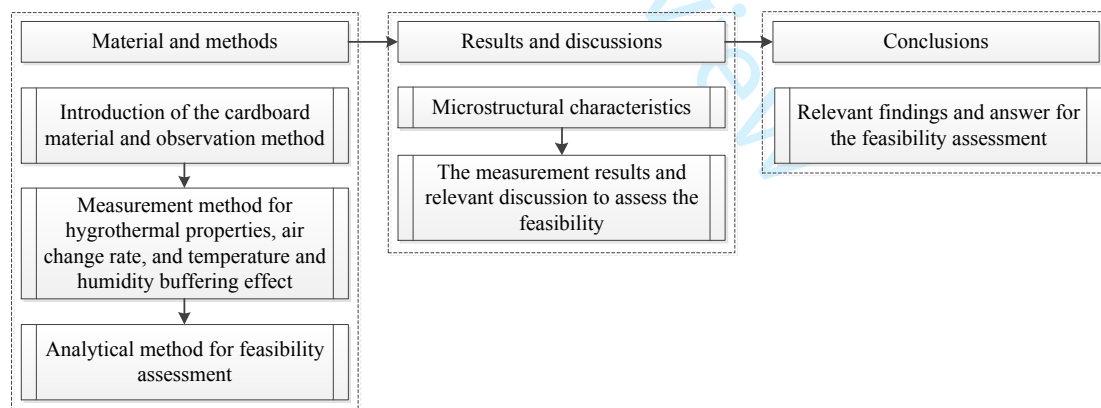 Material and methods
Introduction of the cardboard
material and observation method
Measurement method for
hygrothermal properties, air
change rate, and temperature and
humidity buffering effect
Analytical method for feasibility
assessment
Results and discussions
Microstructural characteristics
The measurement results and
relevant discussion to assess the
feasibility
Conclusions
Relevant findings and answer for
the feasibility assessment